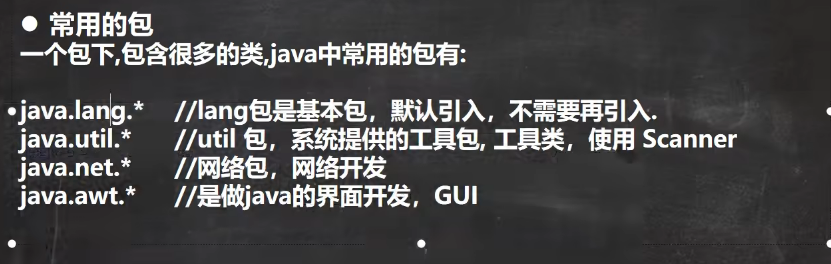 ● 常用的包
一个包下,包含很多的类,java中常用的包有:
java.lang.* //lang包是基本包，默认引入，不需要再引入.
java.util.* //util 包，系统提供的工具包, 工具类，使用 Scanner
java.net.* //网络包，网络开发
java.awt.* //是做java的界面开发，GUI